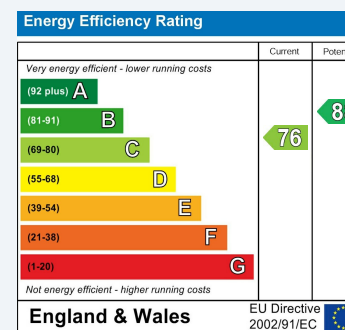 Energy Efficiency Rating
Current
Very energy efficient - lower running costs
(92 plus) A
(81-91) B
(69-80) C
76
(55-68) D
(39-54) E
(21-38) F
(1-20) G
Not energy efficient - higher running costs
England & Wales
EU Directive
2002/91/EC